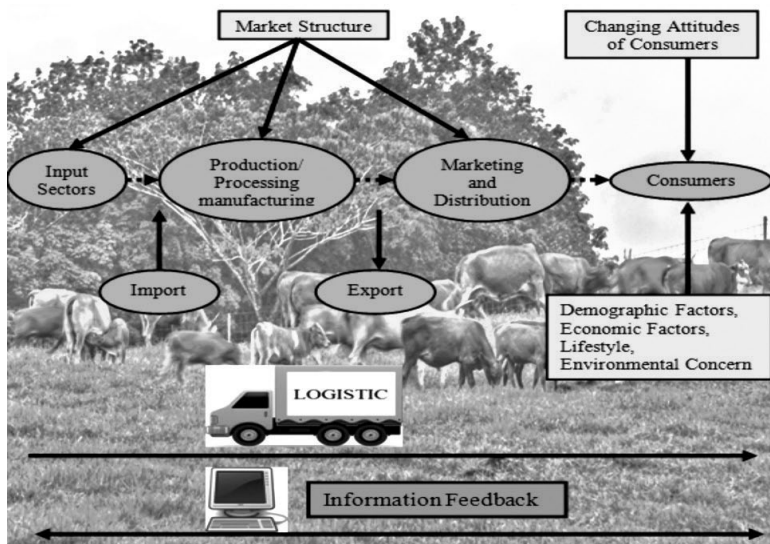 Market Structure
Changing Attitudes
of Consumers
Input
Sectors
Production/
Processing
manufacturing
Marketing
and
Distribution
Consumers
Import
Export
Demographic Factors,
Economic Factors,
Lifestyle,
Environmental Concern
LOGISTIC
Information Feedback